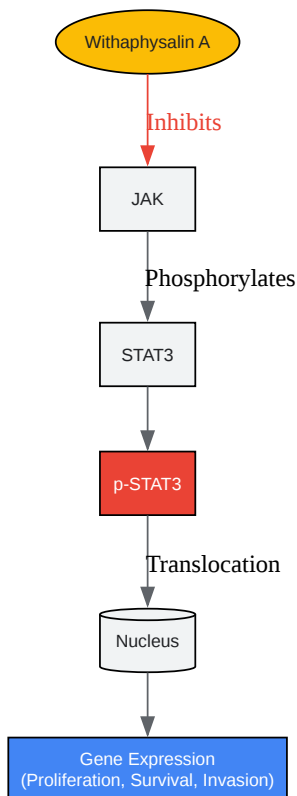 Withaphysalin A
Inhibits
JAK
Phosphorylates
STAT3
p-STAT3
Translocation
Nucleus
Gene Expression
(Proliferation, Survival, Invasion)